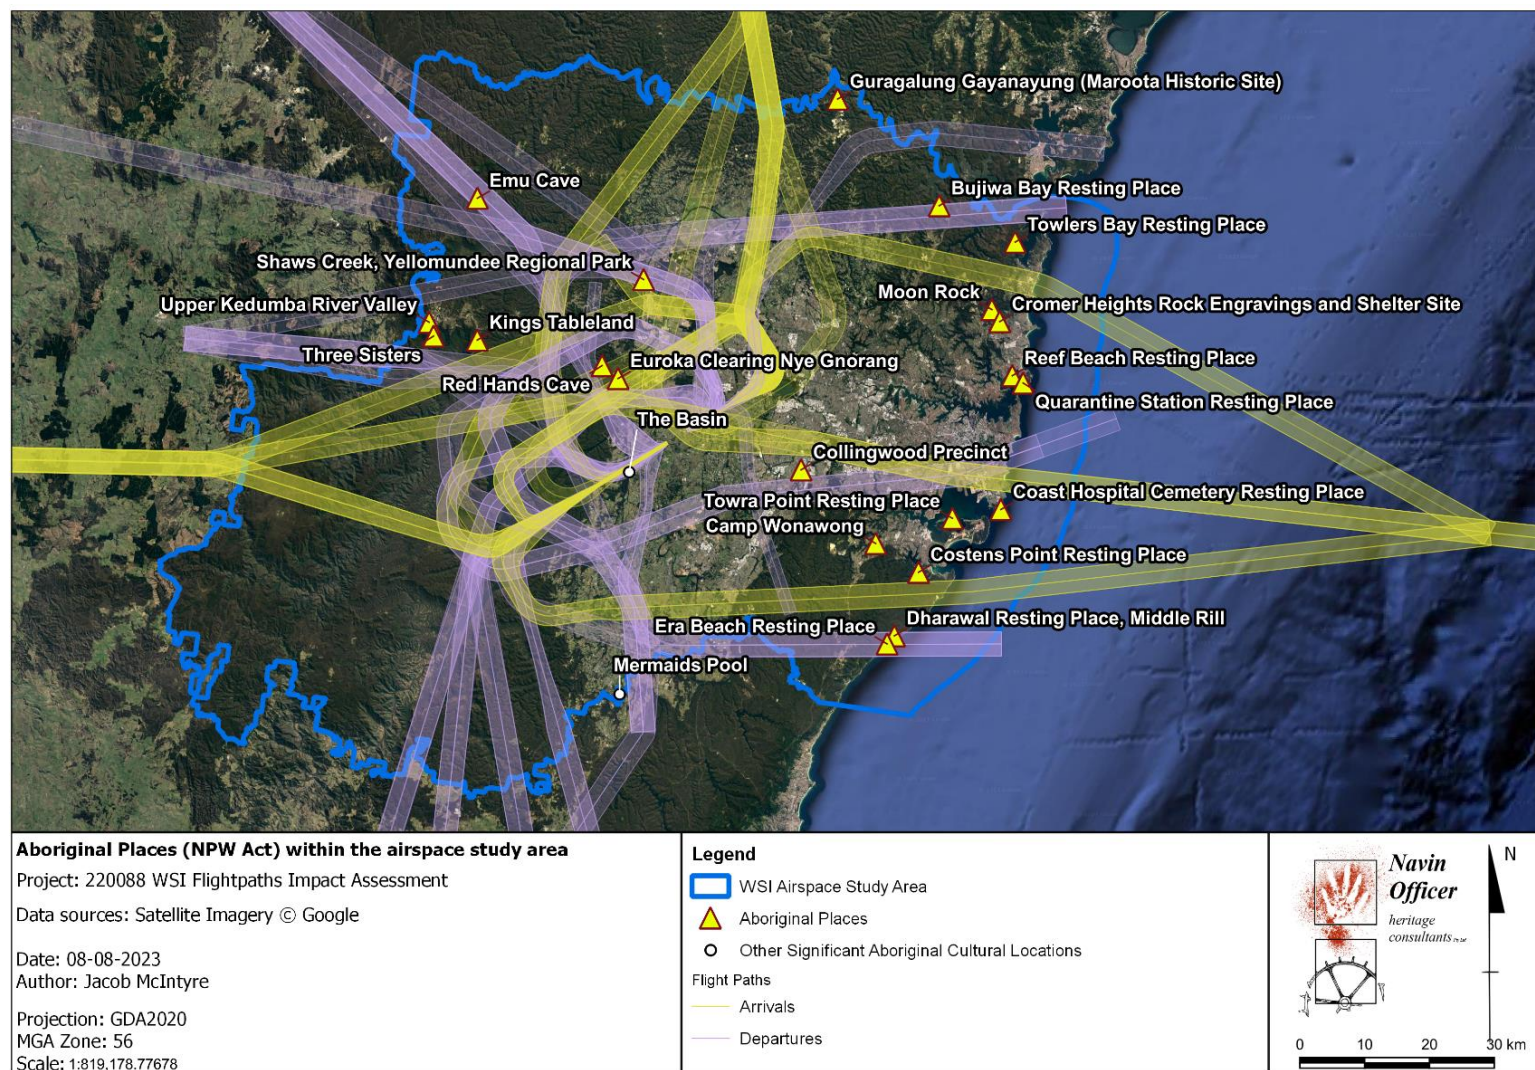 Guragalung Gayanayung (Maroota Historic Site)
Emu Cave
Bujiwa Bay Resting Place
Towlers Bay Resting Place
Shaws Creek, Yellomundee Regional Park
Moon Rock
Upper Kedumba River Valley
Cromer Heights Rock Engravings and Shelter Site
Kings Tableland
Three Sisters
Euroka Clearing Nye Gnorang
Reef Beach Resting Place
Red Hands Cave
Quarantine Station Resting Place
The Basin
Collingwood Precinct
Towra Point Resting Place
Coast Hospital Cemetery Resting Place
Camp Wonawong
Costens Point Resting Place
Era Beach Resting Place
Dharawal Resting Place, Middle Rill
Mermaids Pool
Aboriginal Places (NPW Act) within the airspace study area
Project: 220088 WSI Flightpaths Impact Assessment
Data sources: Satellite Imagery © Google
Date: 08-08-2023
Author: Jacob McIntyre
Projection: GDA2020
MGA Zone: 56
Scale: 1:819,178.77678
Legend
WSI Airspace Study Area
Aboriginal Places
Other Significant Aboriginal Cultural Locations
Flight Paths
Arrivals
Departures
Navin
Officer
heritage
consultants
N
0 10 20 30 km